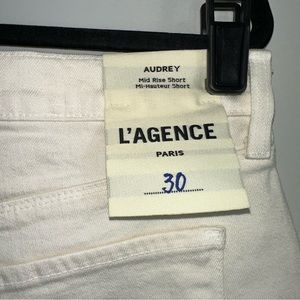 AUDREY
Mid Rise Short
Mi-Hauteur Short
L'AGENCE
PARIS
30